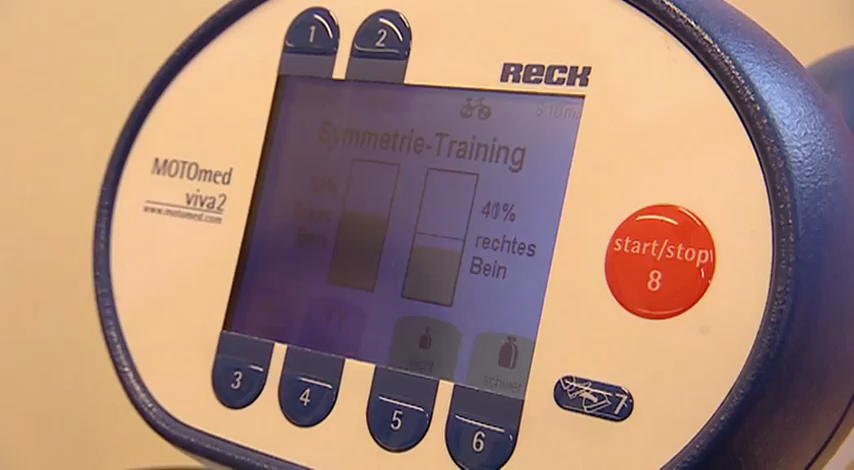 1
2
RECK
Symmetrie-Training
MOTOmed
viva2
www.motomed.com
40%
rechtes
Bein
start/stop
8
schwer
3
4
5
6
7